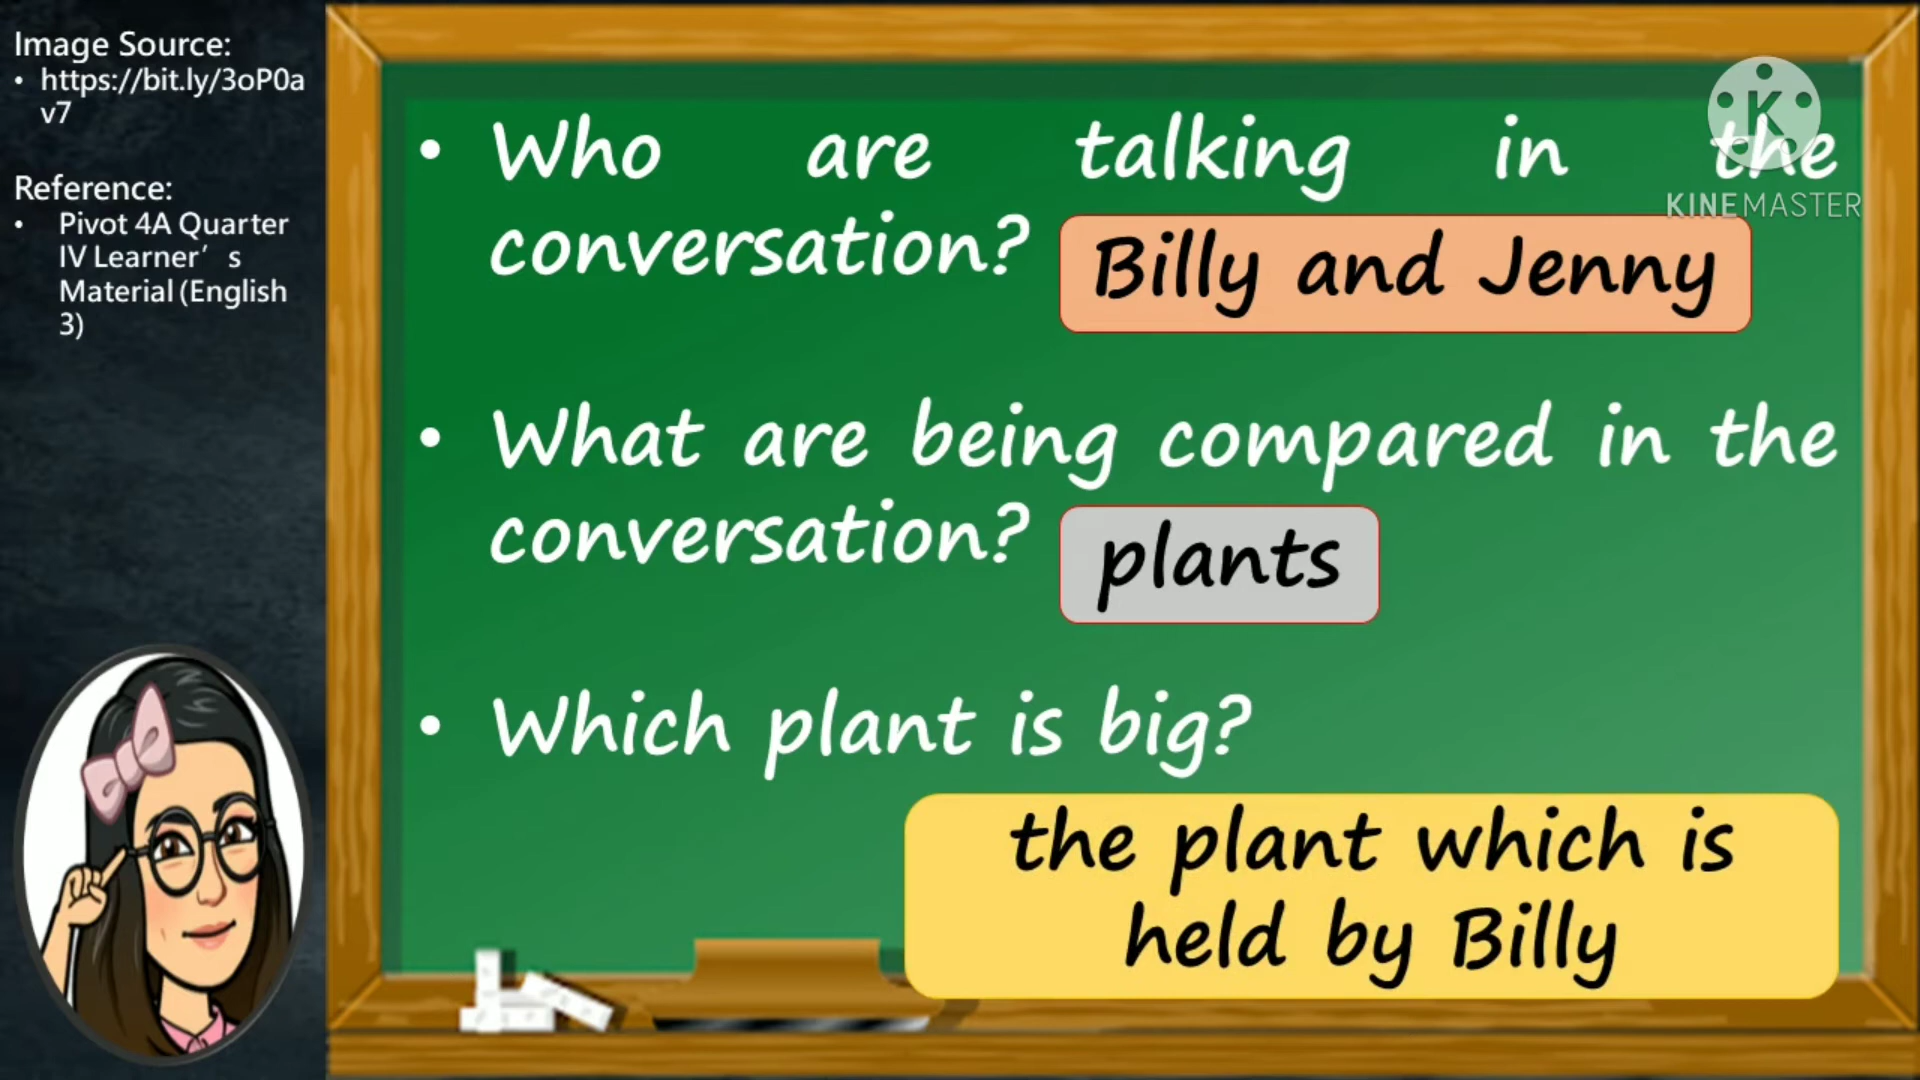 Image Source:
• https://bit.ly/3oP0a
v7
Reference:
• Pivot 4A Quarter
IV Learner’s
Material (English
3)
• Who are talking in the
conversation?
Billy and Jenny
• What are being compared in the
conversation?
plants
• Which plant is big?
the plant which is
held by Billy
K
KINEMASTER